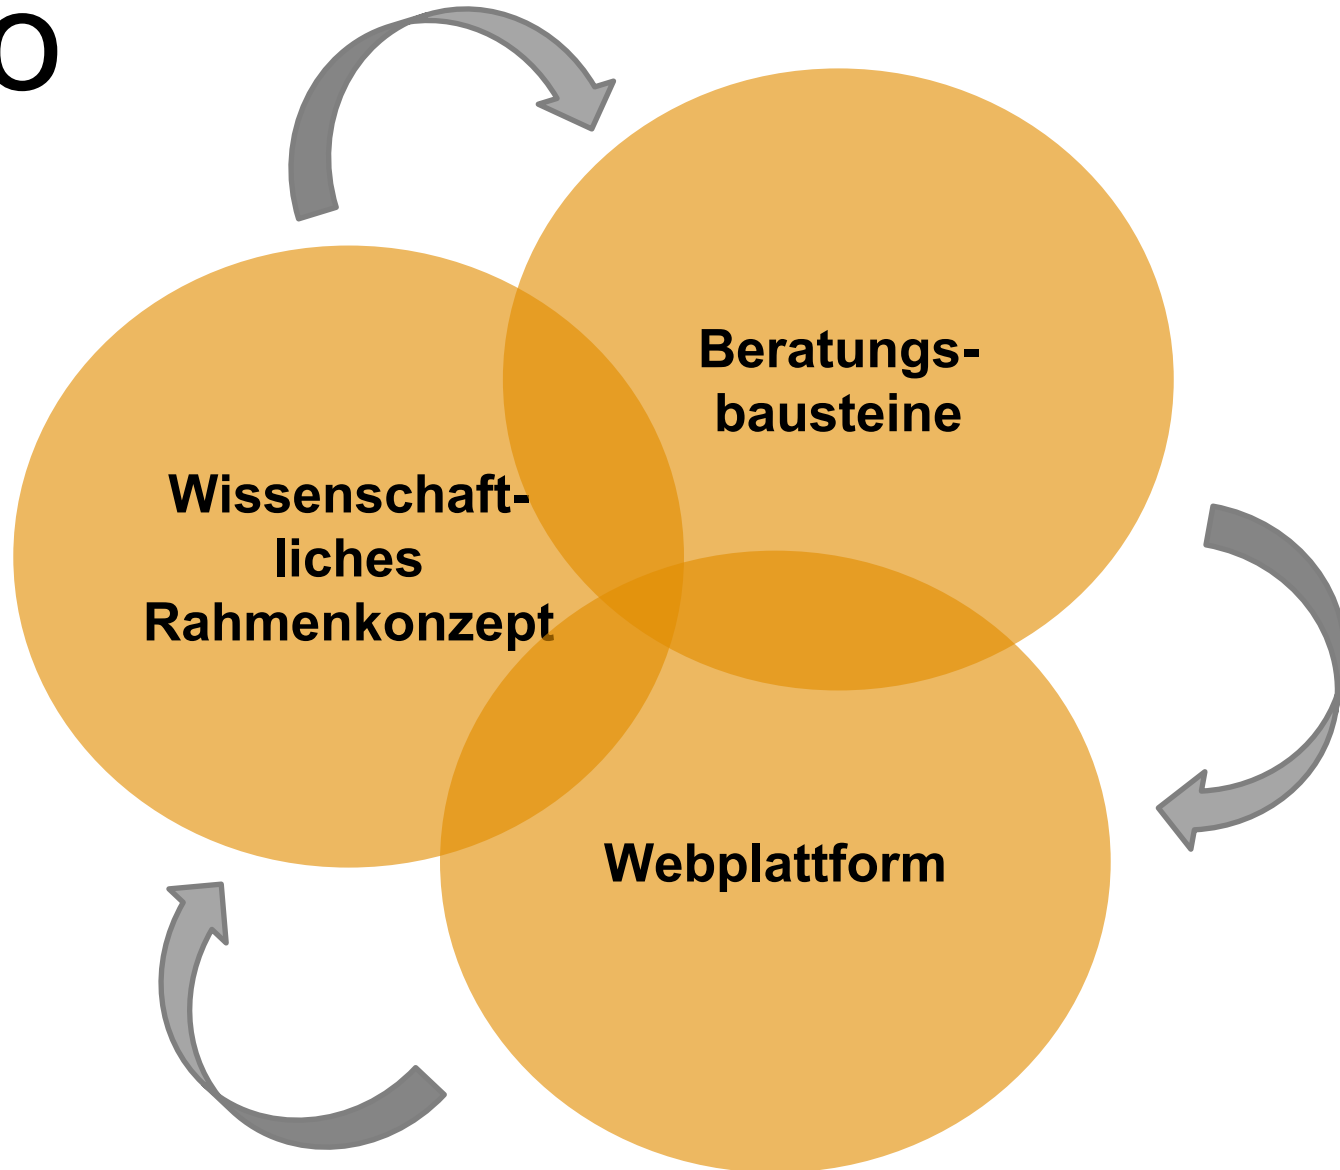 o
Beratungs-
bausteine
Wissenschaft-
liches
Rahmenkonzept
Webplattform